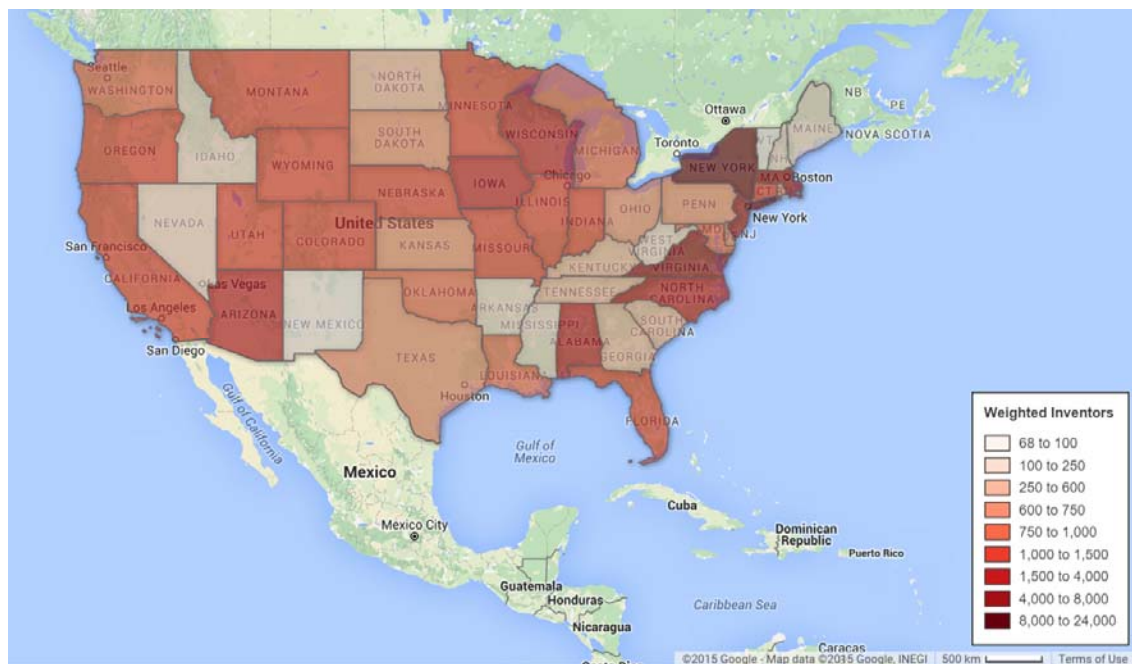 NB
PE
Ottawa
NOVA SCOTIA
Toronto
MAINE
VT
NH
Seattle
WASHINGTON
MONTANA
NORTH
DAKOTA
MINNESOTA
OREGON
IDAHO
SOUTH
DAKOTA
WISCONSIN
MICHIGAN
WYOMING
NEW YORK
MA
Boston
CT
IOWA
Chicago
NEBRASKA
New York
ILLINOIS
INDIANA
OHIO
PENN
MD
NJ
NEVADA
UTAH
COLORADO
United States
KANSAS
MISSOURI
WEST
VIRGINIA
VIRGINIA
KENTUCKY
San Francisco
CALIFORNIA
Las Vegas
Los Angeles
San Diego
ARIZONA
NEW MEXICO
OKLAHOMA
ARKANSAS
TENNESSEE
NORTH
CAROLINA
MISSISSIPPI
ALABAMA
SOUTH
CAROLINA
GEORGIA
TEXAS
LOUISIANA
Houston
FLORIDA
Gulf of California
Gulf of
Mexico
Mexico
Mexico City
Cuba
Dominican
Republic
Puerto Rico
Guatemala
Honduras
Nicaragua
Caribbean Sea
Caracas
Weighted Inventors
68 to 100
100 to 250
250 to 600
600 to 750
750 to 1,000
1,000 to 1,500
1,500 to 4,000
4,000 to 8,000
8,000 to 24,000
©2015 Google - Map data ©2015 Google, INEGI 500 km Terms of Use